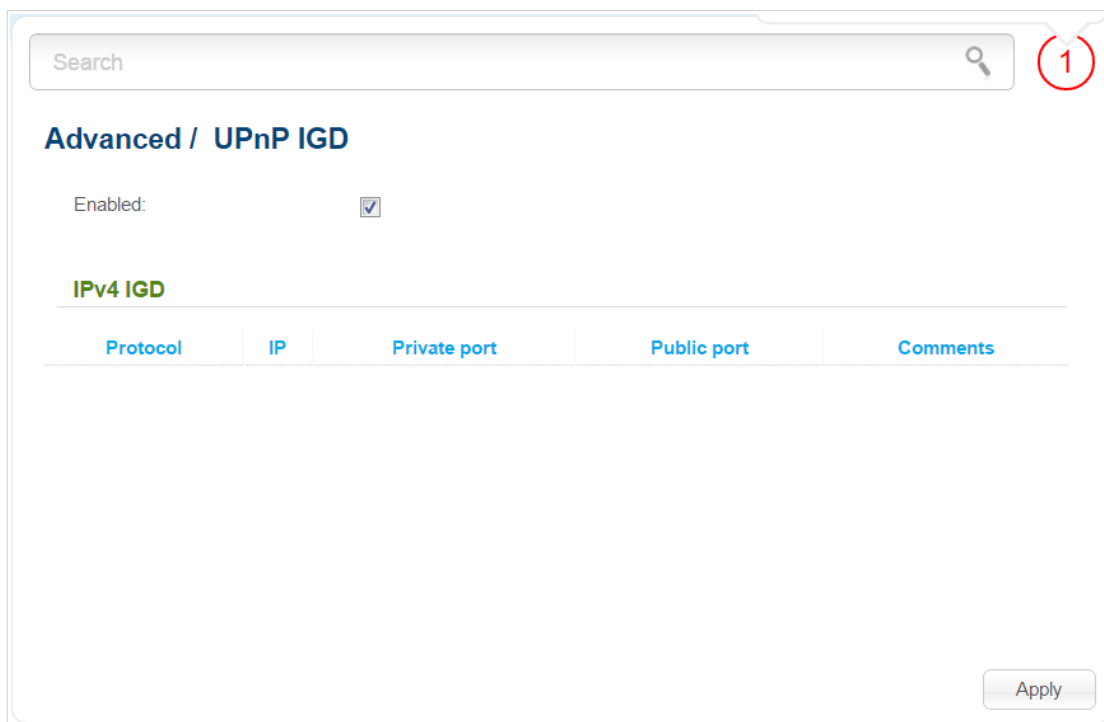 Search
1
Advanced / UPnP IGD
Enabled:
IPv4 IGD
Protocol IP Private port Public port Comments
Apply